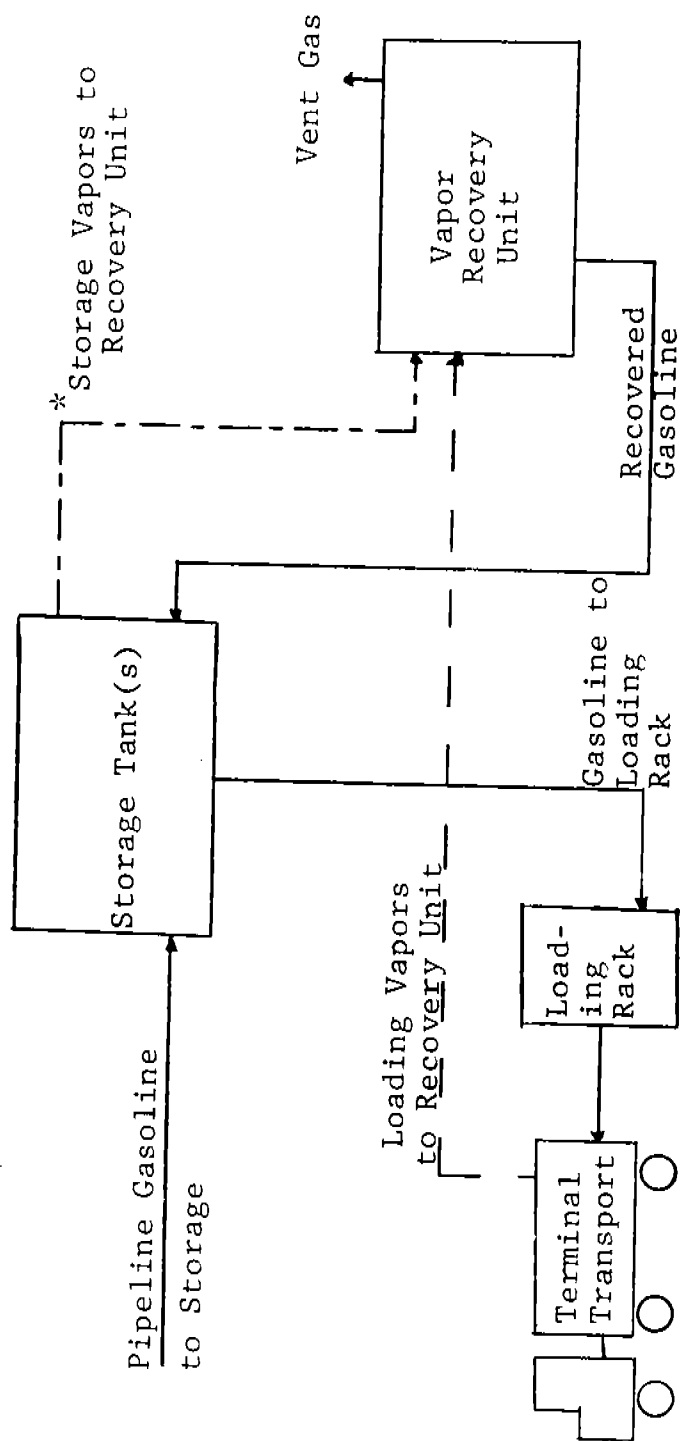 *Storage Vapors to
Recovery Unit
Vent Gas
Pipeline Gasoline
to Storage
Storage Tank(s)
Vapor
Recovery
Unit
Loading Vapors
to Recovery Unit
Recovered
Gasoline
Gasoline to
Loading
Rack
Load-
ing
Rack
Terminal
Transport